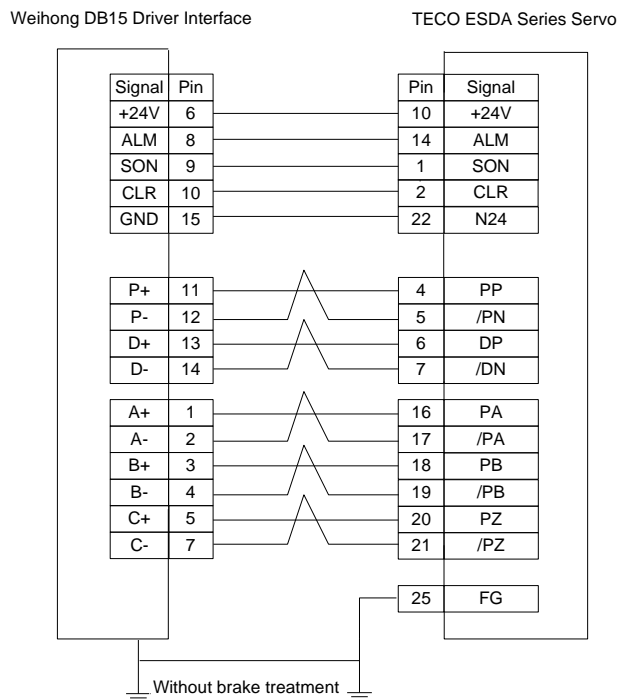 Weihong DB15 Driver Interface TECO ESDA Series Servo
Signal Pin Pin Signal
+24V 6 10 +24V
ALM 8 14 ALM
SON 9 1 SON
CLR 10 2 CLR
GND 15 22 N24
P+ 11 4 PP
P- 12 5 /PN
D+ 13 6 DP
D- 14 7 /DN
A+ 1 16 PA
A- 2 17 /PA
B+ 3 18 PB
B- 4 19 /PB
C+ 5 20 PZ
C- 7 21 /PZ
25 FG
Without brake treatment